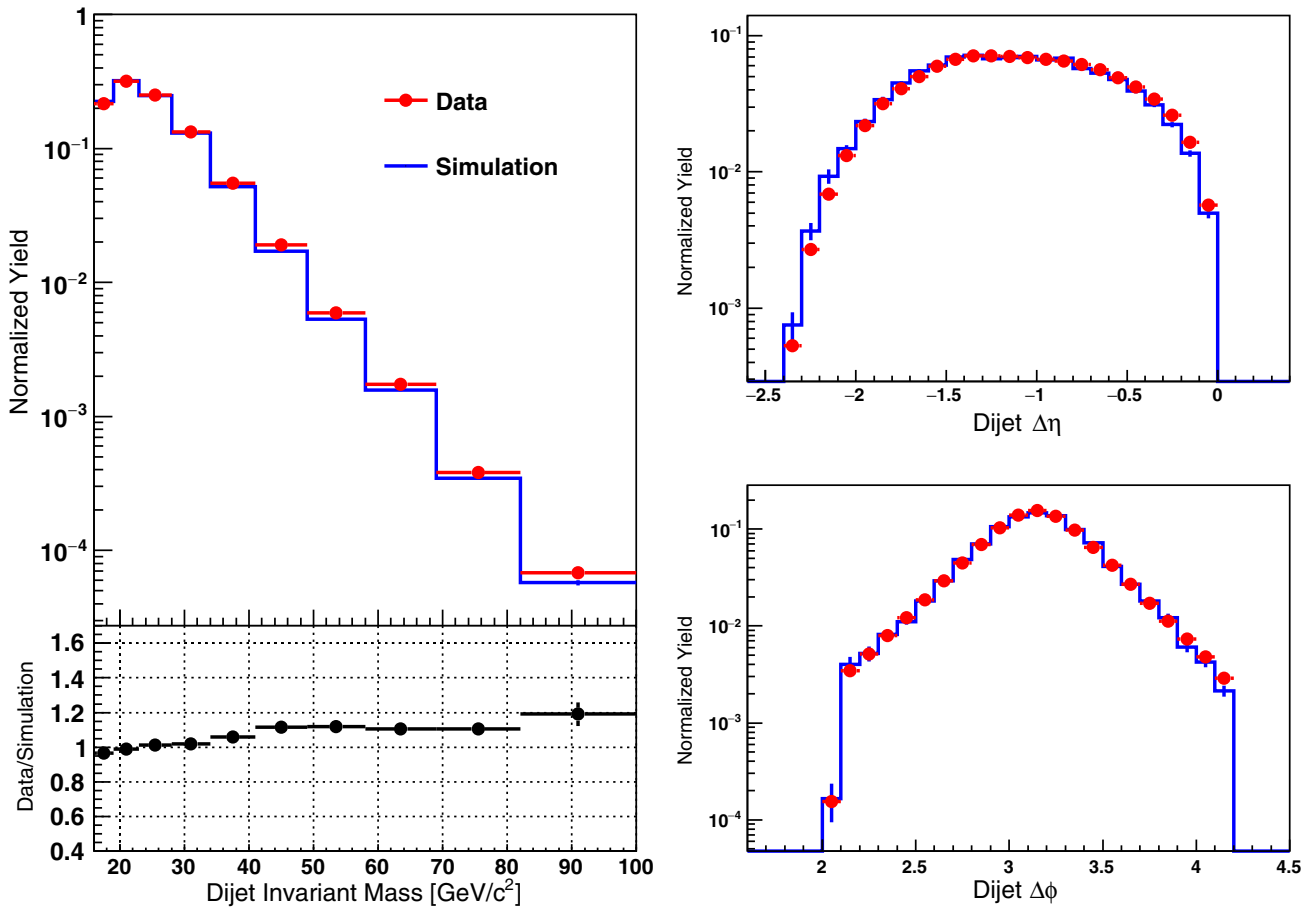 Normalized Yield
1
10⁻¹
10⁻²
10⁻³
10⁻⁴
Data
Simulation
Data/Simulation
1.6
1.4
1.2
1
0.8
0.6
0.4
20 30 40 50 60 70 80 90 100
Dijet Invariant Mass [GeV/c²]
Normalized Yield
10⁻¹
10⁻²
10⁻³
−2.5 −2 −1.5 −1 −0.5 0
Dijet Δη
Normalized Yield
10⁻¹
10⁻²
10⁻³
10⁻⁴
2 2.5 3 3.5 4 4.5
Dijet Δϕ